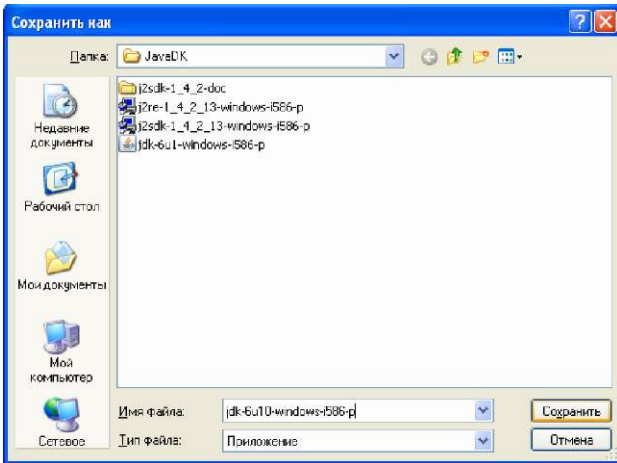 Сохранить как
Папка: JavaDK
j2sdk-1_4_2-doc
j2re-1_4_2_13-windows-i586-p
j2sdk-1_4_2_13-windows-i586-p
jdk-6u1-windows-i586-p
Недавние
документы
Рабочий стол
Мои документы
Мой
компьютер
Сетевое
Имя файла: jdk-6u10-windows-i586-p
Сохранить
Тип файла: Приложение
Отмена